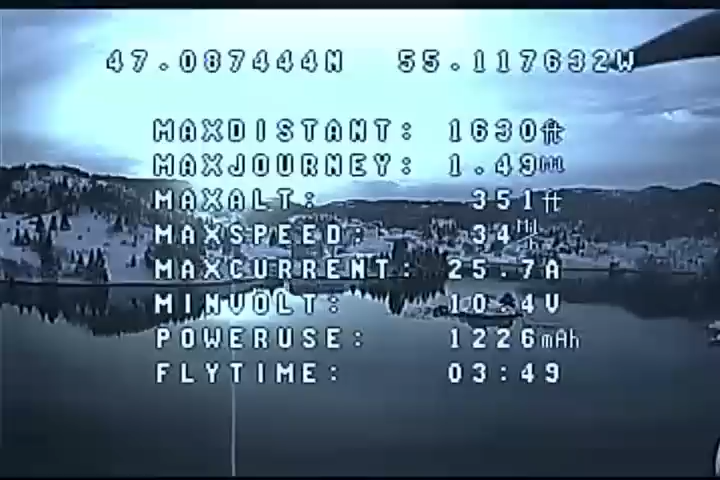 47.087444N 55.117632W
MAXDISTANT: 1630ft
MAXJOURNEY: 1.49mi
MAXALT: 351ft
MAXSPEED: 34
MAXCURRENT: 25.7A
MINVOLT: 10.4V
POWERUSE: 1226mAh
FLYTIME: 03:49